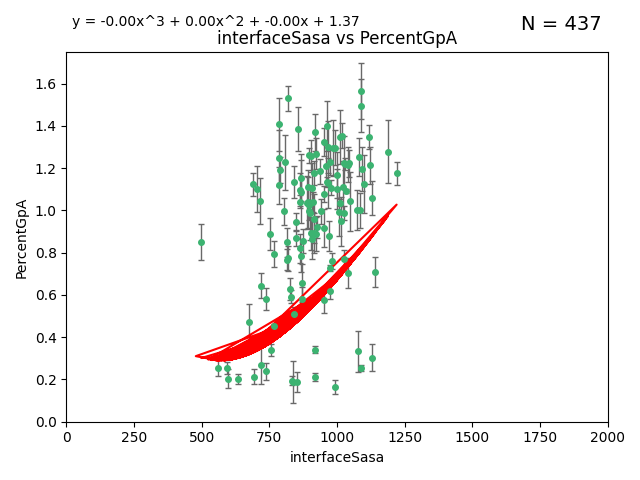 y = -0.00x^3 + 0.00x^2 + -0.00x + 1.37
N = 437
interfaceSasa vs PercentGpA
PercentGpA
1.6
1.4
1.2
1.0
0.8
0.6
0.4
0.2
0.0
0 250 500 750 1000 1250 1500 1750 2000
interfaceSasa